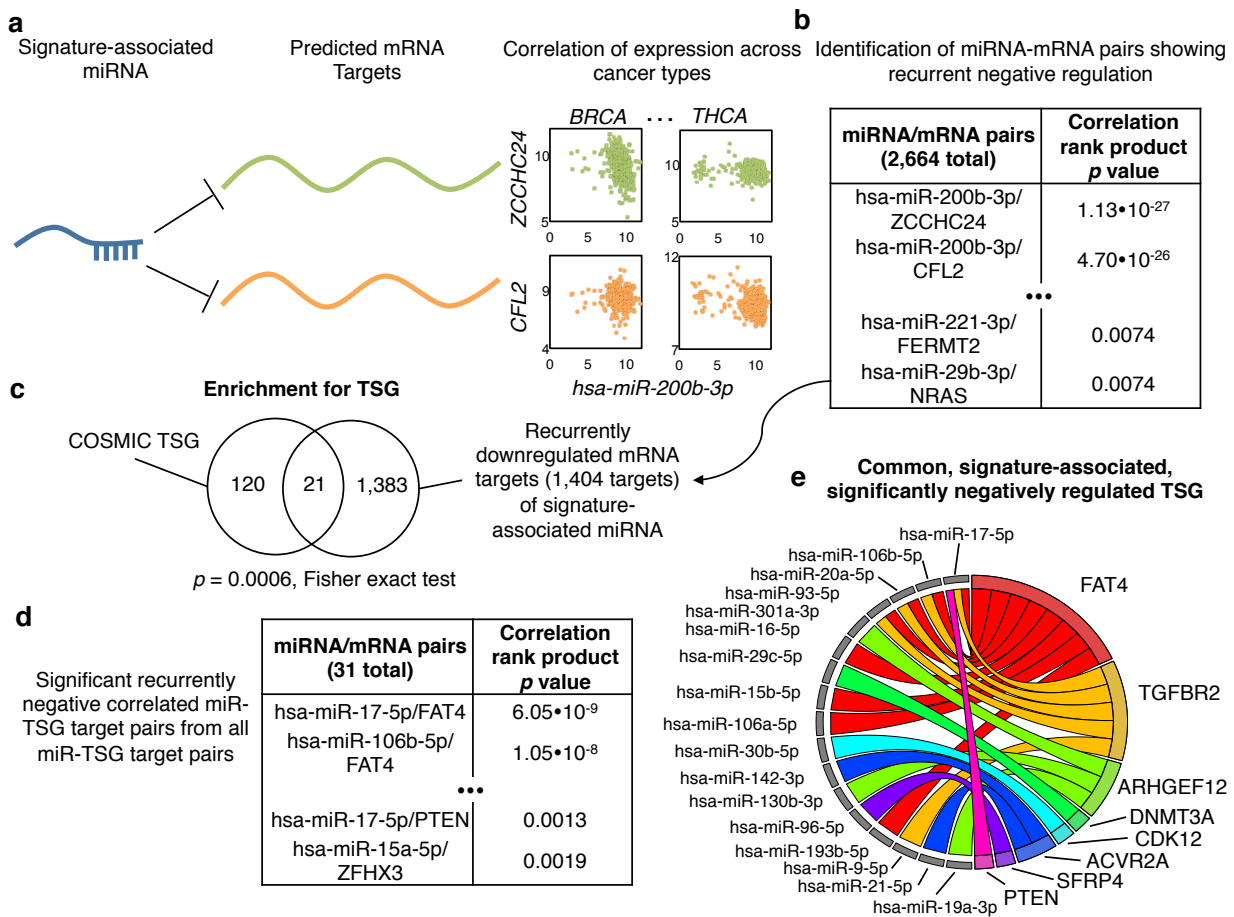 a
Signature-associated
miRNA
Predicted mRNA
Targets
Correlation of expression across
cancer types
BRCA ... THCA
ZCCHC24
10
5
0 5 10
10
5
0 5 10
CFL2
9
4
0 5 10
12
7
0 5 10
hsa-miR-200b-3p
b
Identification of miRNA-mRNA pairs showing
recurrent negative regulation
miRNA/mRNA pairs
(2,664 total)
Correlation
rank product
p value
hsa-miR-200b-3p/
ZCCHC24
1.13•10-27
hsa-miR-200b-3p/
CFL2
4.70•10-26
•••
hsa-miR-221-3p/
FERMT2
0.0074
hsa-miR-29b-3p/
NRAS
0.0074
c
Enrichment for TSG
COSMIC TSG
120 21 1,383
Recurrently
downregulated mRNA
targets (1,404 targets)
of signature-
associated miRNA
p = 0.0006, Fisher exact test
d
Significant recurrently
negative correlated miR-
TSG target pairs from all
miR-TSG target pairs
miRNA/mRNA pairs
(31 total)
Correlation
rank product
p value
hsa-miR-17-5p/FAT4
6.05•10-9
hsa-miR-106b-5p/
FAT4
1.05•10-8
•••
hsa-miR-17-5p/PTEN
0.0013
hsa-miR-15a-5p/
ZFHX3
0.0019
e
Common, signature-associated,
significantly negatively regulated TSG
hsa-miR-17-5p
hsa-miR-106b-5p
hsa-miR-20a-5p
hsa-miR-93-5p
hsa-miR-301a-3p
hsa-miR-16-5p
hsa-miR-29c-5p
hsa-miR-15b-5p
hsa-miR-106a-5p
hsa-miR-30b-5p
hsa-miR-142-3p
hsa-miR-130b-3p
hsa-miR-96-5p
hsa-miR-193b-5p
hsa-miR-9-5p
hsa-miR-21-5p
hsa-miR-19a-3p
FAT4
TGFBR2
ARHGEF12
DNMT3A
CDK12
ACVR2A
SFRP4
PTEN